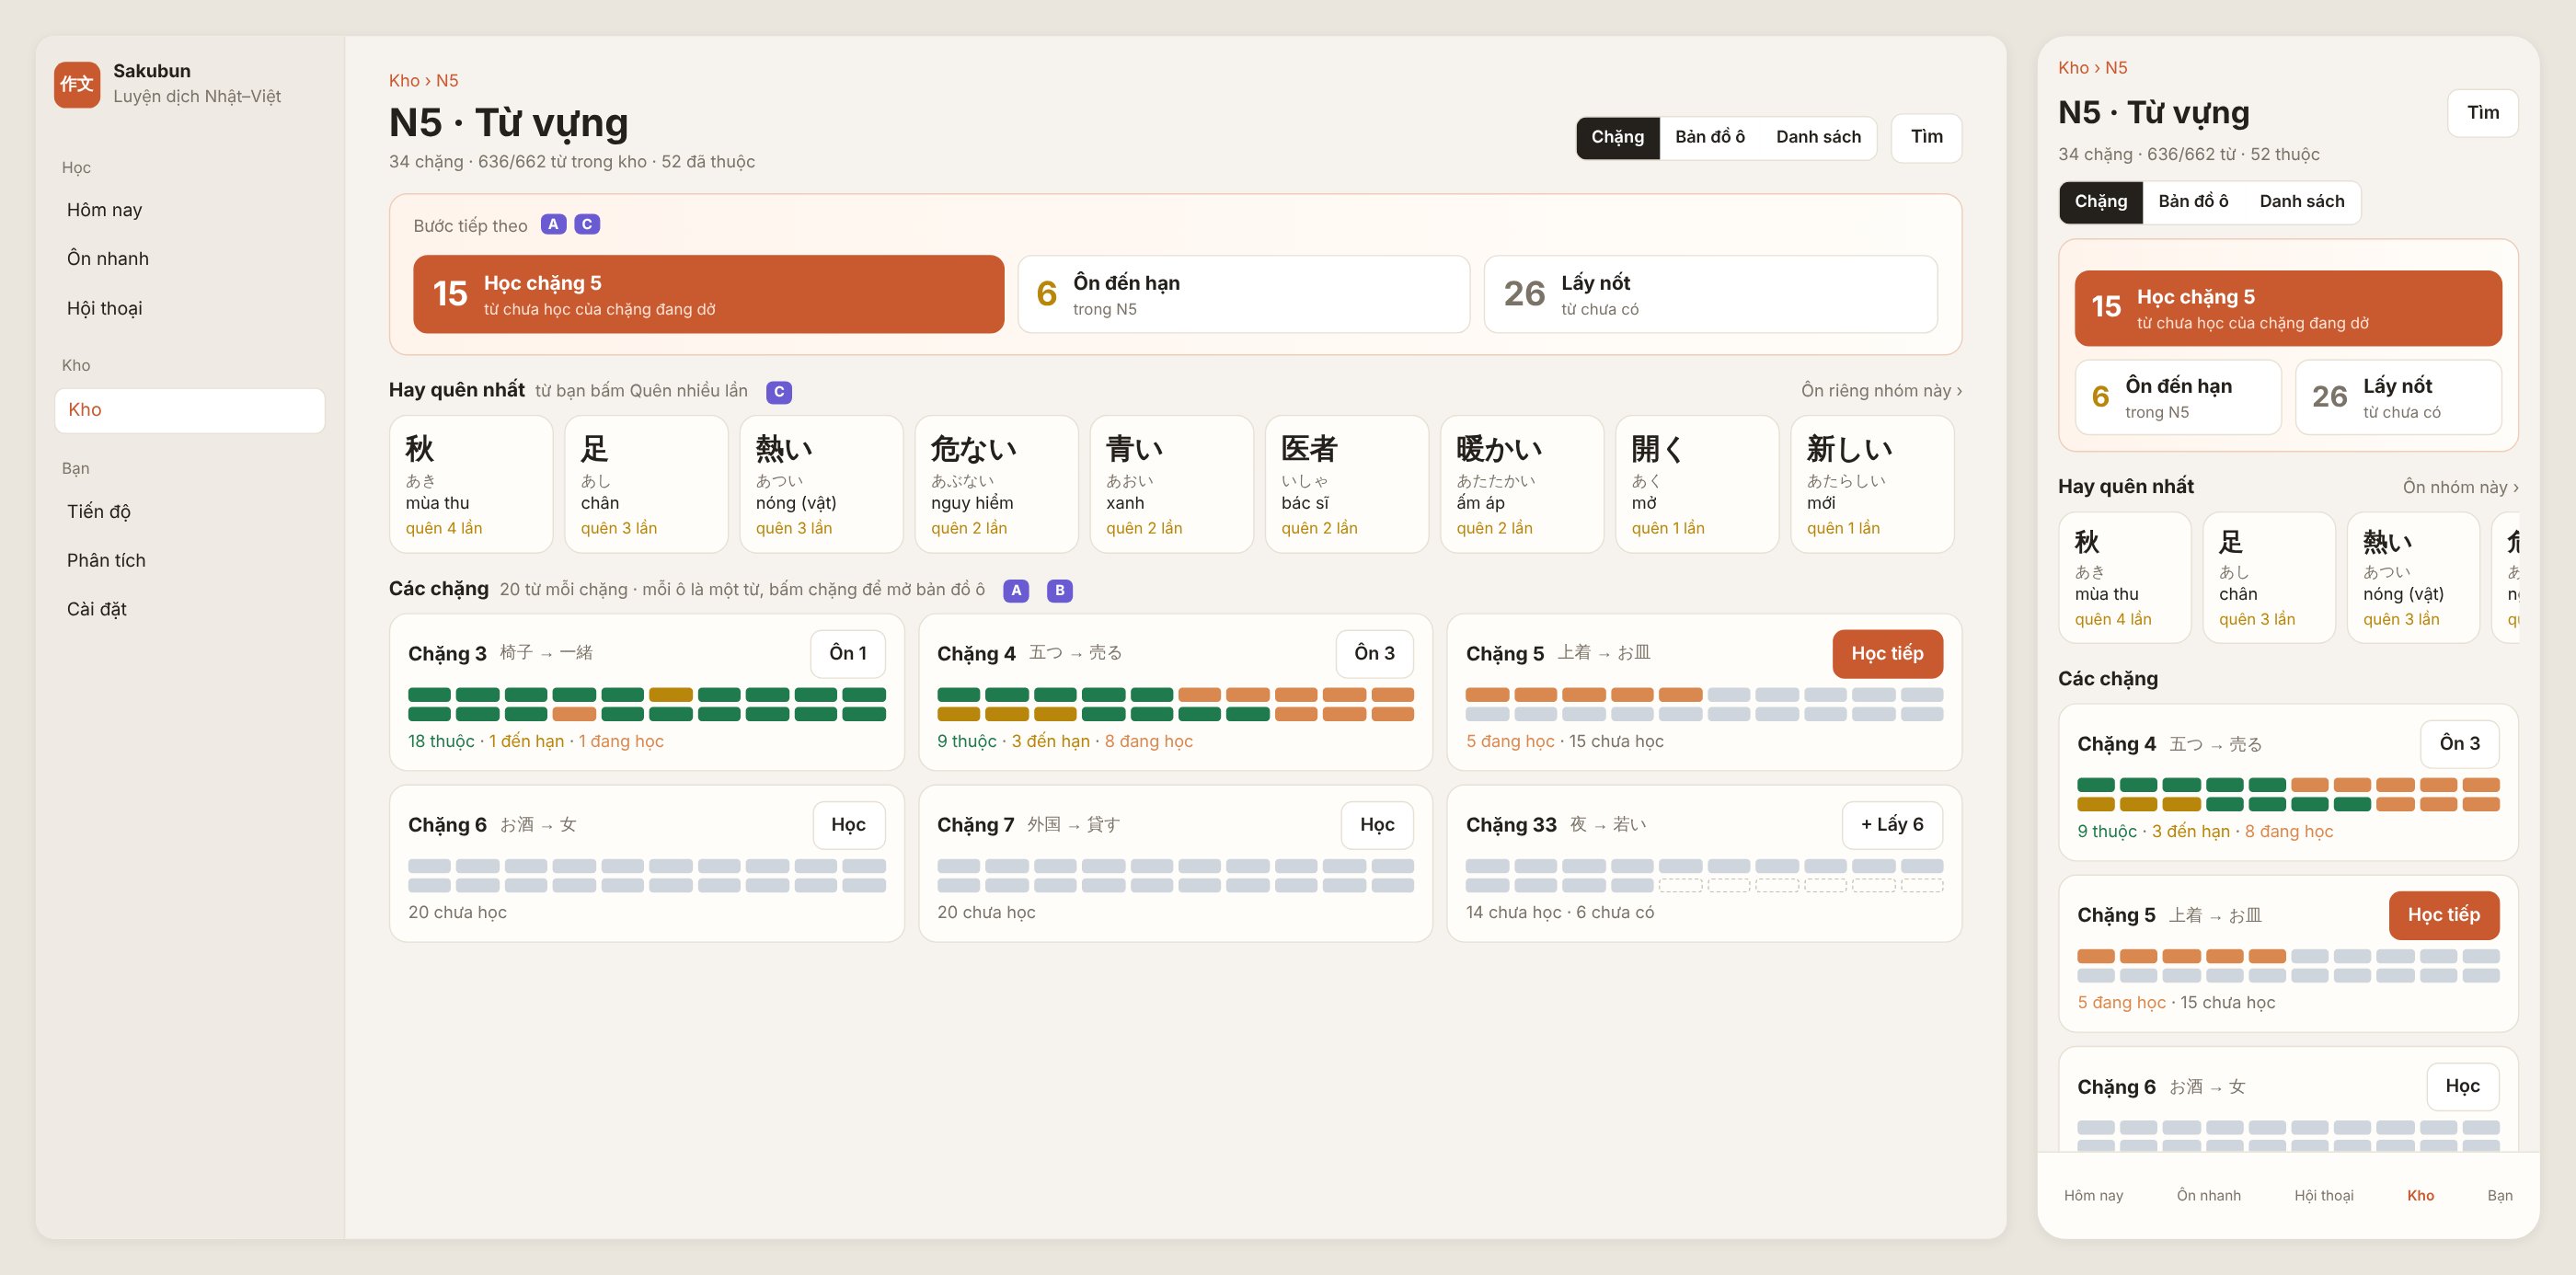 作文
Sakubun
Luyện dịch Nhật–Việt
Học
Hôm nay
Ôn nhanh
Hội thoại
Kho
Kho
Bạn
Tiến độ
Phân tích
Cài đặt
Kho › N5
N5 · Từ vựng
34 chặng · 636/662 từ trong kho · 52 đã thuộc
Chặng Bản đồ ô Danh sách Tìm
Bước tiếp theo A C
15 Học chặng 5
từ chưa học của chặng đang dở
6 Ôn đến hạn
trong N5
26 Lấy nốt
từ chưa có
Hay quên nhất từ bạn bấm Quên nhiều lần C Ôn riêng nhóm này ›
秋
あき
mùa thu
quên 4 lần
足
あし
chân
quên 3 lần
熱い
あつい
nóng (vật)
quên 3 lần
危ない
あぶない
nguy hiểm
quên 2 lần
青い
あおい
xanh
quên 2 lần
医者
いしゃ
bác sĩ
quên 2 lần
暖かい
あたたかい
ấm áp
quên 2 lần
開く
あく
mở
quên 1 lần
新しい
あたらしい
mới
quên 1 lần
Các chặng 20 từ mỗi chặng · mỗi ô là một từ, bấm chặng để mở bản đồ ô A B
Chặng 3 椅子 → 一緒 Ôn 1
18 thuộc · 1 đến hạn · 1 đang học
Chặng 4 五つ → 売る Ôn 3
9 thuộc · 3 đến hạn · 8 đang học
Chặng 5 上着 → お皿 Học tiếp
5 đang học · 15 chưa học
Chặng 6 お酒 → 女 Học
20 chưa học
Chặng 7 外国 → 貸す Học
20 chưa học
Chặng 33 夜 → 若い + Lấy 6
14 chưa học · 6 chưa có
Kho › N5
N5 · Từ vựng Tìm
34 chặng · 636/662 từ · 52 thuộc
Chặng Bản đồ ô Danh sách
15 Học chặng 5
từ chưa học của chặng đang dở
6 Ôn đến hạn
trong N5
26 Lấy nốt
từ chưa có
Hay quên nhất Ôn nhóm này ›
秋
あき
mùa thu
quên 4 lần
足
あし
chân
quên 3 lần
熱い
あつい
nóng (vật)
quên 3 lần
Các chặng
Chặng 4 五つ → 売る Ôn 3
9 thuộc · 3 đến hạn · 8 đang học
Chặng 5 上着 → お皿 Học tiếp
5 đang học · 15 chưa học
Chặng 6 お酒 → 女 Học
Hôm nay Ôn nhanh Hội thoại Kho Bạn